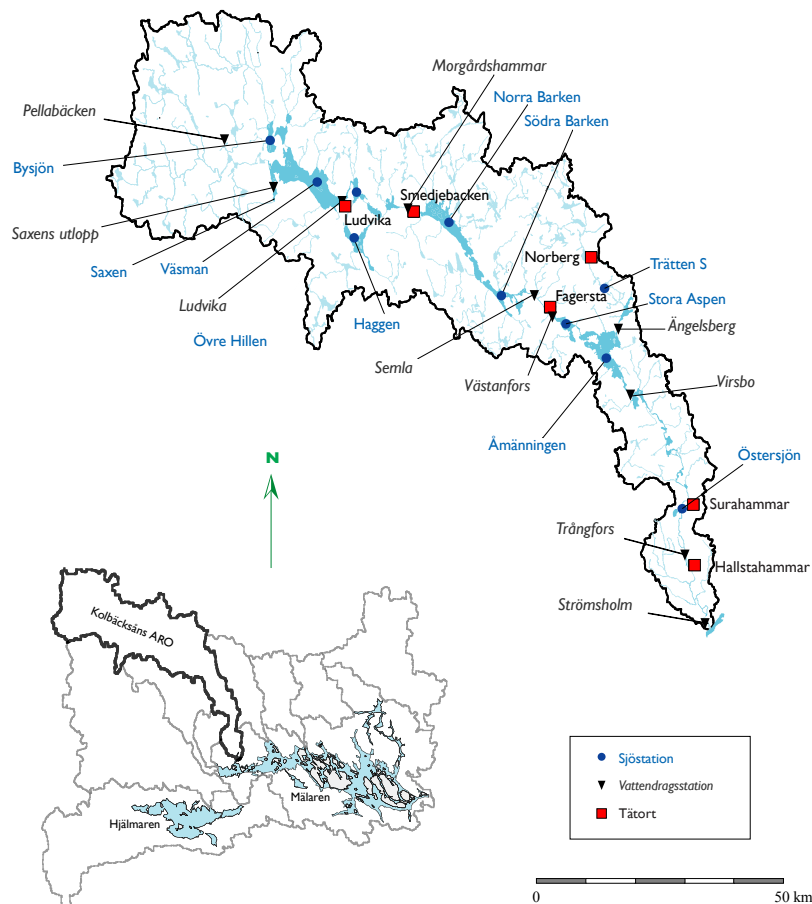 Morgårdshammar
Norra Barken
Pellabäcken
Södra Barken
Bysjön
Smedjebacken
Ludvika
Saxens utlopp
Norberg
Trätten S
Saxen
Väsman
Fagersta
Stora Aspen
Ludvika
Haggen
Ängelsberg
Övre Hillen
Semla
Västanfors
Virsbo
Åmänningen
Östersjön
N
Surahammar
Trångfors
Hallstahammar
Strömsholm
Kolbäcksåns ARO
Sjöstation
Vattendragsstation
Tätort
Mälaren
Hjälmaren
0 50 km